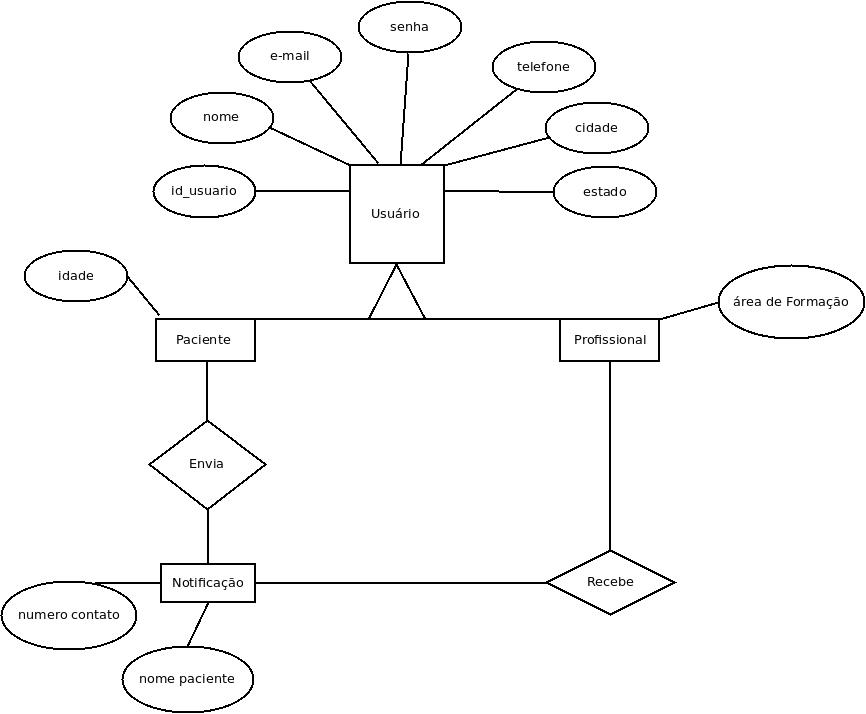 senha
e-mail
telefone
nome
cidade
id_usuario
estado
Usuário
idade
área de Formação
Paciente
Profissional
Envia
Notificação
Recebe
numero contato
nome paciente